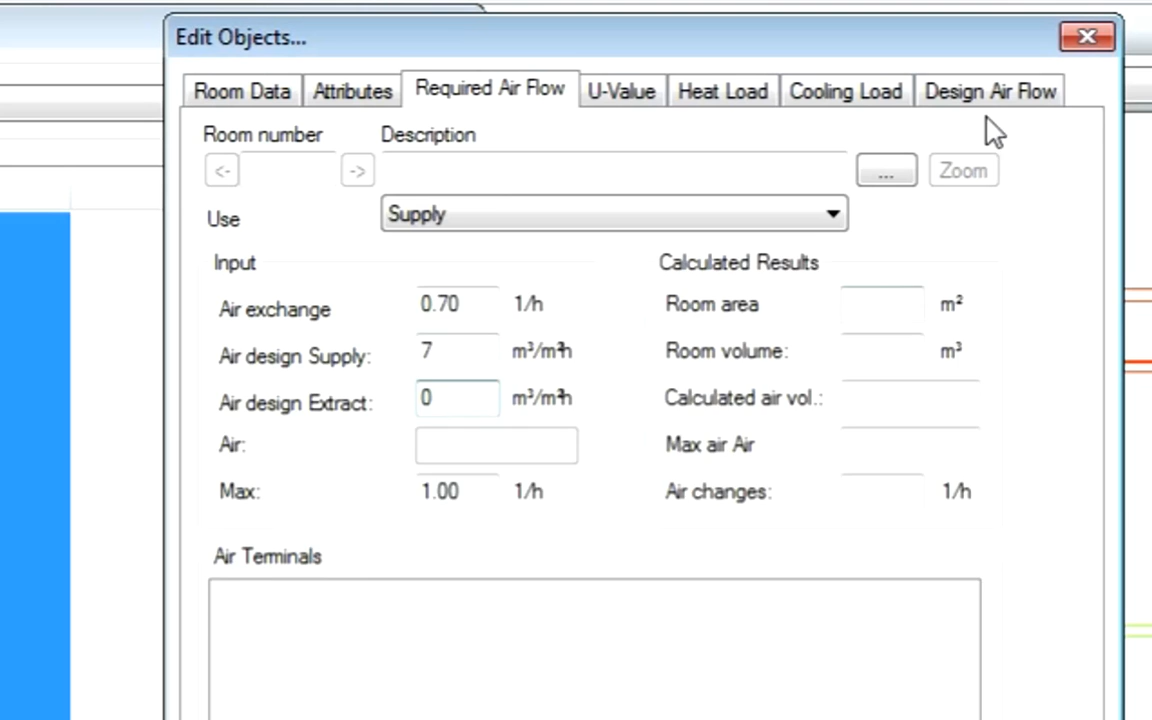 Edit Objects...
Room Data Attributes Required Air Flow U-Value Heat Load Cooling Load Design Air Flow
Room number Description
<- -> ... Zoom
Use Supply
Input Calculated Results
Air exchange 0.70 1/h Room area m²
Air design Supply: 7 m³/m²h Room volume: m³
Air design Extract: 0 m³/m²h Calculated air vol.:
Air: Max air Air
Max: 1.00 1/h Air changes: 1/h
Air Terminals